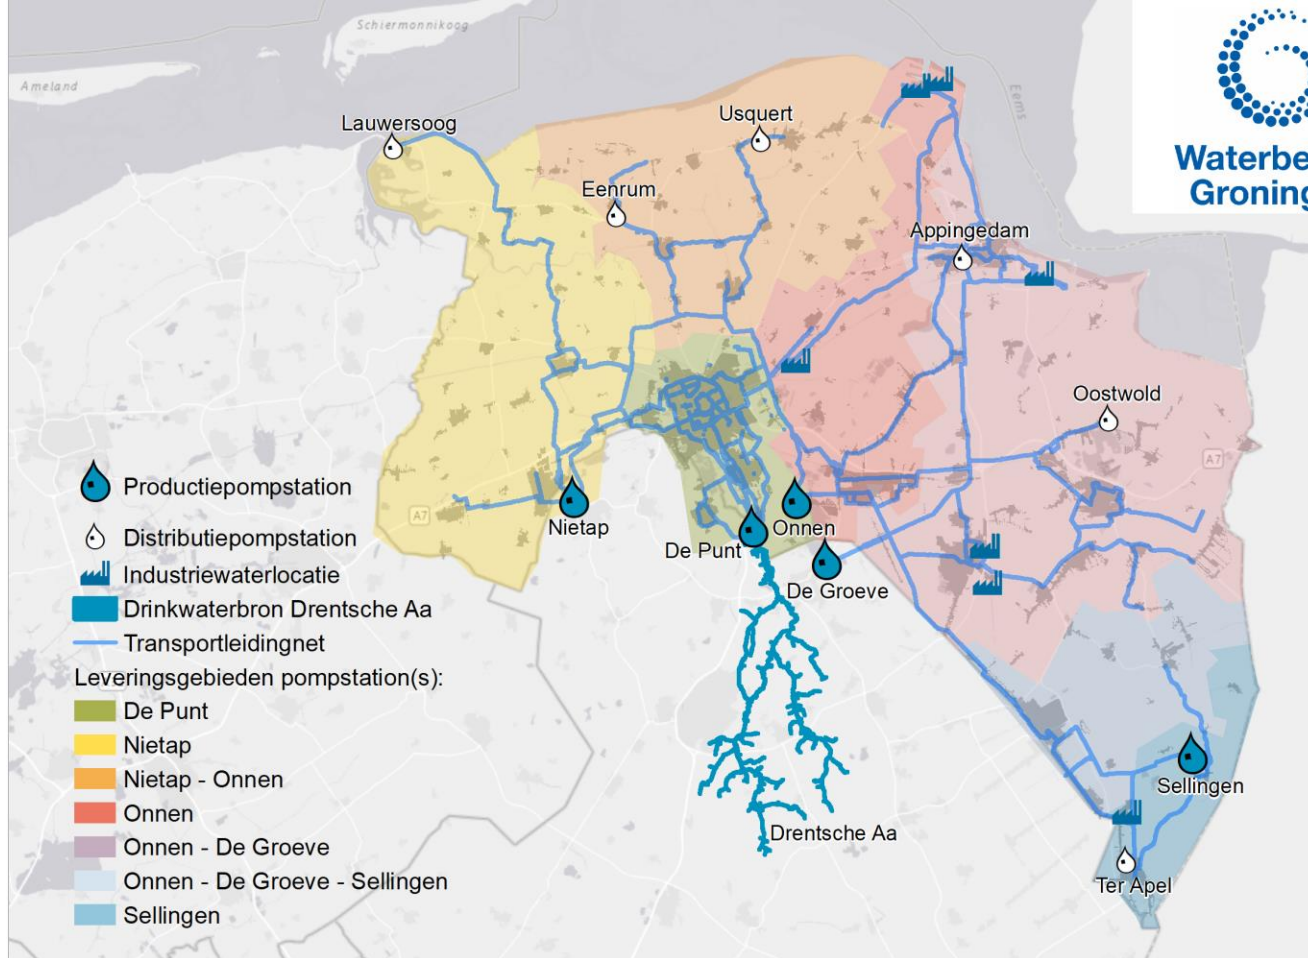 Schiermonnikoog
Ameland
Eems
Waterbe
Groning
Lauwersoog
Usquert
Eenrum
Appingedam
Oostwold
A7
A7
Nietap
Onnen
De Punt
De Groeve
Sellingen
Ter Apel
Drentsche Aa
Productiepompstation
Distributiepompstation
Industriewaterlocatie
Drinkwaterbron Drentsche Aa
Transportleidingnet
Leveringsgebieden pompstation(s):
De Punt
Nietap
Nietap - Onnen
Onnen
Onnen - De Groeve
Onnen - De Groeve - Sellingen
Sellingen